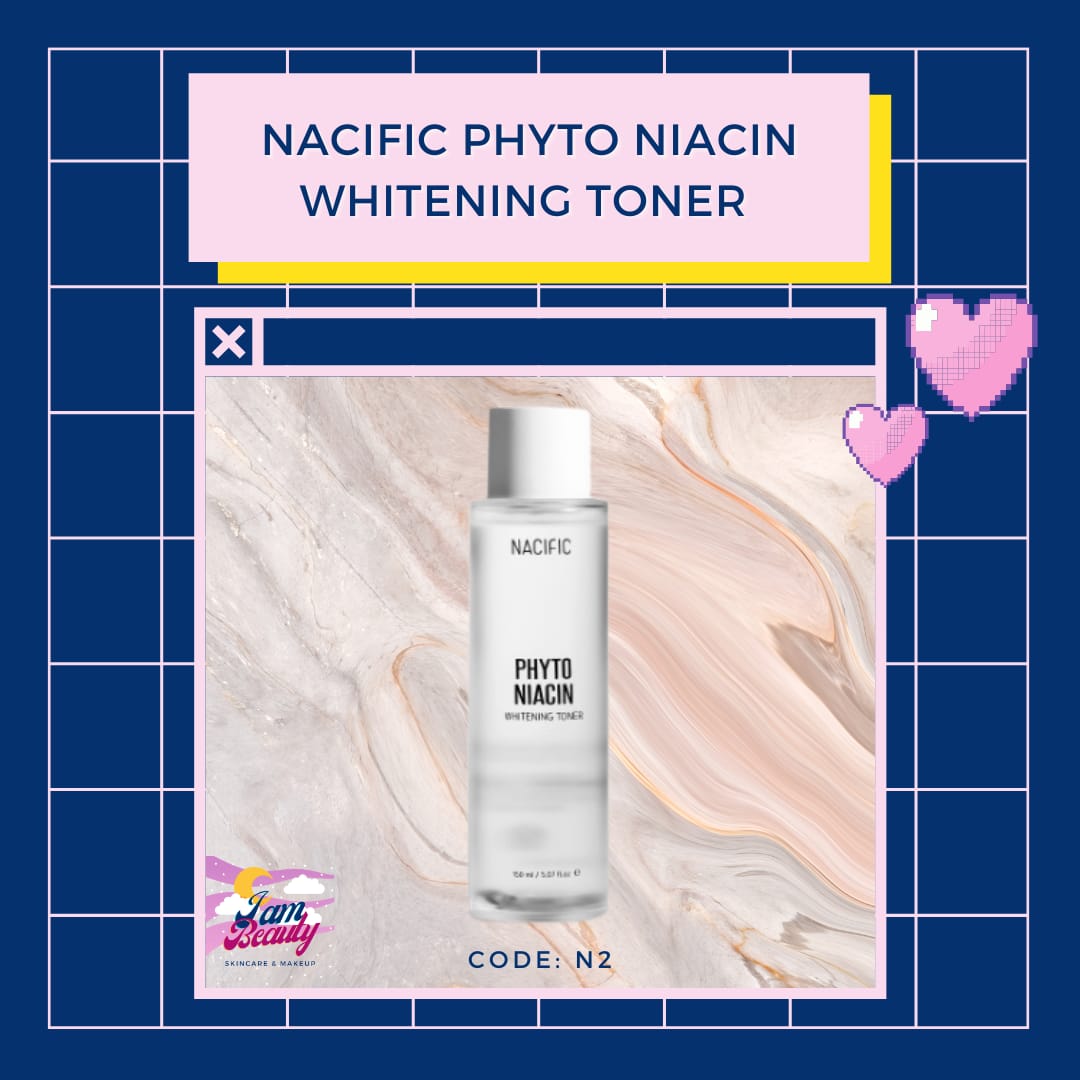 NACIFIC PHYTO NIACIN
WHITENING TONER
NACIFIC
PHYTO
NIACIN
WHITENING TONER
150 ml / 5.07 fl.oz ℮
I'am
Beauty
SKINCARE & MAKEUP
CODE: N2